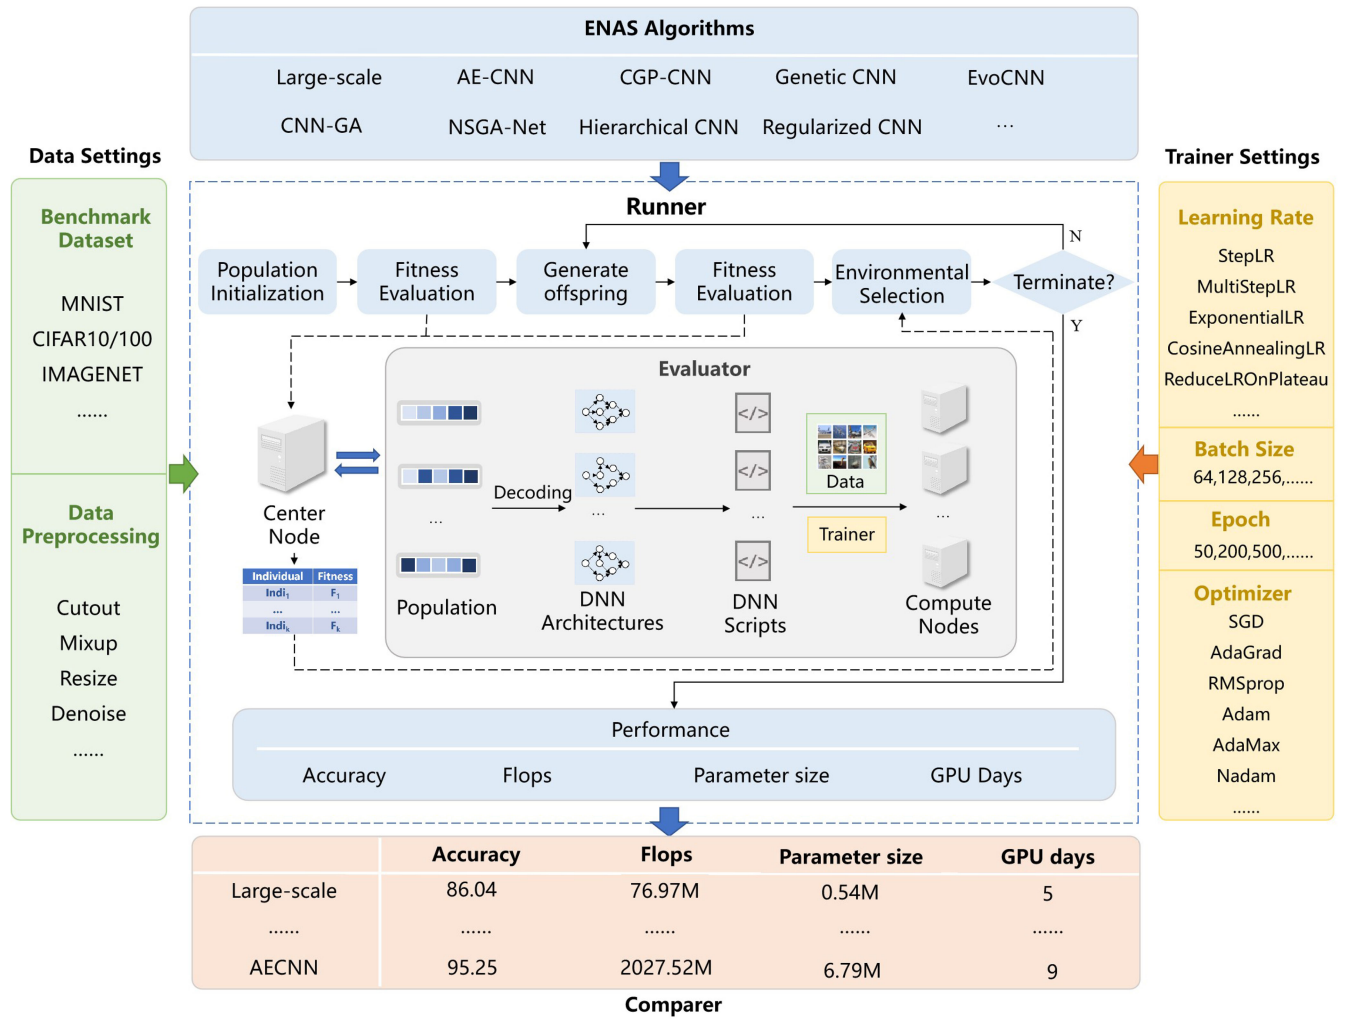 ENAS Algorithms
Large-scale AE-CNN CGP-CNN Genetic CNN EvoCNN
CNN-GA NSGA-Net Hierarchical CNN Regularized CNN ...
Data Settings
Benchmark
Dataset
MNIST
CIFAR10/100
IMAGENET
......
Data
Preprocessing
Cutout
Mixup
Resize
Denoise
......
Trainer Settings
Learning Rate
StepLR
MultiStepLR
ExponentialLR
CosineAnnealingLR
ReduceLROnPlateau
......
Batch Size
64,128,256,......
Epoch
50,200,500,......
Optimizer
SGD
AdaGrad
RMSprop
Adam
AdaMax
Nadam
......
Runner
Population
Initialization
Fitness
Evaluation
Generate
offspring
Fitness
Evaluation
Environmental
Selection
Terminate?
N
Y
Evaluator
Center
Node
Individual Fitness
Indi1 F1
... ...
Indik Fk
...
Population
Decoding
...
DNN
Architectures
</>
</>
...
</>
DNN
Scripts
Data
Trainer
...
Compute
Nodes
Performance
Accuracy Flops Parameter size GPU Days
Accuracy Flops Parameter size GPU days
Large-scale 86.04 76.97M 0.54M 5
...... ...... ...... ...... ......
AECNN 95.25 2027.52M 6.79M 9
Comparer